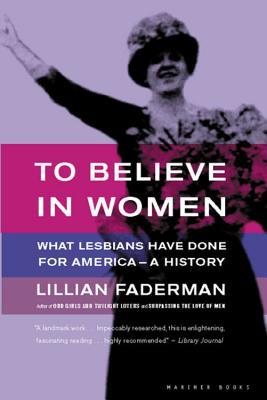 TO BELIEVE
IN WOMEN
WHAT LESBIANS HAVE DONE
FOR AMERICA – A HISTORY
LILLIAN FADERMAN
Author of ODD GIRLS AND TWILIGHT LOVERS and SURPASSING THE LOVE OF MEN
"A landmark work . . . Impeccably researched, this is enlightening,
fascinating reading . . . highly recommended." – Library Journal
MARINER BOOKS